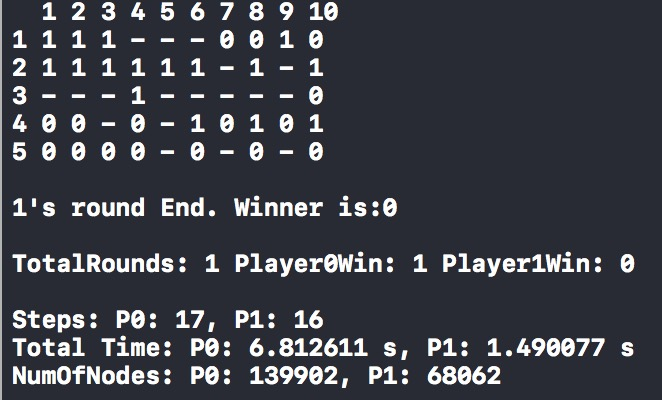 1 2 3 4 5 6 7 8 9 10
1 1 1 1 - - - 0 0 1 0
2 1 1 1 1 1 1 - 1 - 1
3 - - - 1 - - - - - 0
4 0 0 - 0 - 1 0 1 0 1
5 0 0 0 0 - 0 - 0 - 0
1's round End. Winner is:0
TotalRounds: 1 Player0Win: 1 Player1Win: 0
Steps: P0: 17, P1: 16
Total Time: P0: 6.812611 s, P1: 1.490077 s
NumOfNodes: P0: 139902, P1: 68062